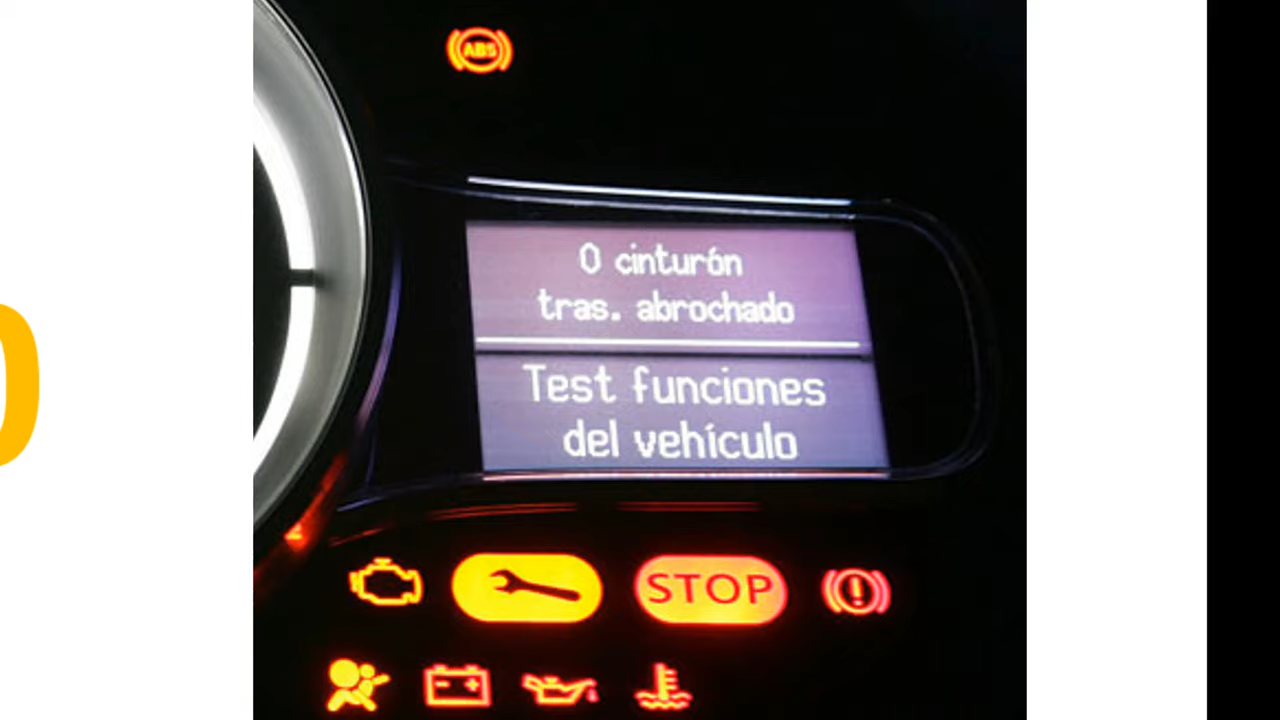 ABS
0 cinturón
tras. abrochado
Test funciones
del vehículo
STOP